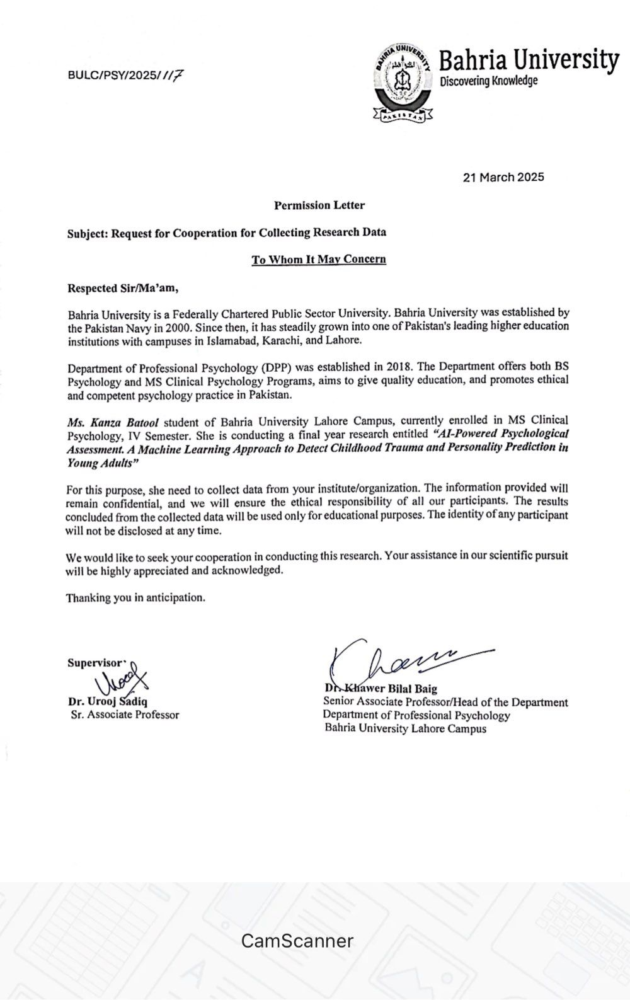 BAHRIA UNIVERSITY
PAKISTAN
Bahria University
Discovering Knowledge
BULC/PSY/2025/117
21 March 2025
Permission Letter
Subject: Request for Cooperation for Collecting Research Data
To Whom It May Concern
Respected Sir/Ma'am,
Bahria University is a Federally Chartered Public Sector University. Bahria University was established by
the Pakistan Navy in 2000. Since then, it has steadily grown into one of Pakistan's leading higher education
institutions with campuses in Islamabad, Karachi, and Lahore.
Department of Professional Psychology (DPP) was established in 2018. The Department offers both BS
Psychology and MS Clinical Psychology Programs, aims to give quality education, and promotes ethical
and competent psychology practice in Pakistan.
Ms. Kanza Batool student of Bahria University Lahore Campus, currently enrolled in MS Clinical
Psychology, IV Semester. She is conducting a final year research entitled “AI-Powered Psychological
Assessment. A Machine Learning Approach to Detect Childhood Trauma and Personality Prediction in
Young Adults”
For this purpose, she need to collect data from your institute/organization. The information provided will
remain confidential, and we will ensure the ethical responsibility of all our participants. The results
concluded from the collected data will be used only for educational purposes. The identity of any participant
will not be disclosed at any time.
We would like to seek your cooperation in conducting this research. Your assistance in our scientific pursuit
will be highly appreciated and acknowledged.
Thanking you in anticipation.
Supervisor
Urooj
Dr. Urooj Sadiq
Sr. Associate Professor
Dr. Khawer Bilal Baig
Senior Associate Professor/Head of the Department
Department of Professional Psychology
Bahria University Lahore Campus
CamScanner